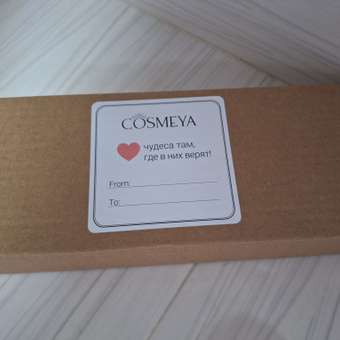 COSMEYA
чудеса там,
где в них верят!
From:
To: